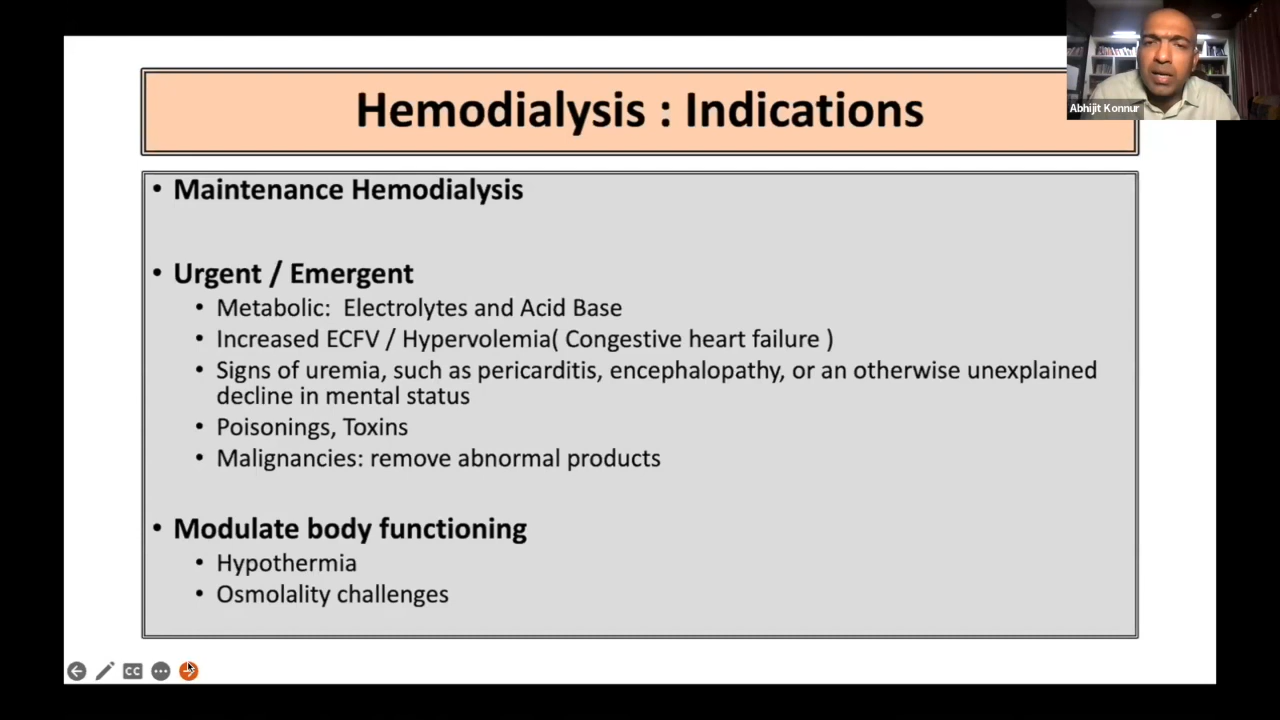 Hemodialysis : Indications
Abhijit Konnur
• Maintenance Hemodialysis
• Urgent / Emergent
• Metabolic: Electrolytes and Acid Base
• Increased ECFV / Hypervolemia( Congestive heart failure )
• Signs of uremia, such as pericarditis, encephalopathy, or an otherwise unexplained
decline in mental status
• Poisonings, Toxins
• Malignancies: remove abnormal products
• Modulate body functioning
• Hypothermia
• Osmolality challenges
CC